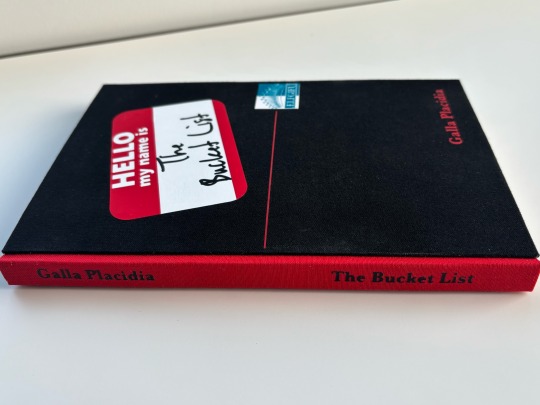 HELLO
my name is
The
Bucket List
Galla Placidia
Galla Placidia
The Bucket List